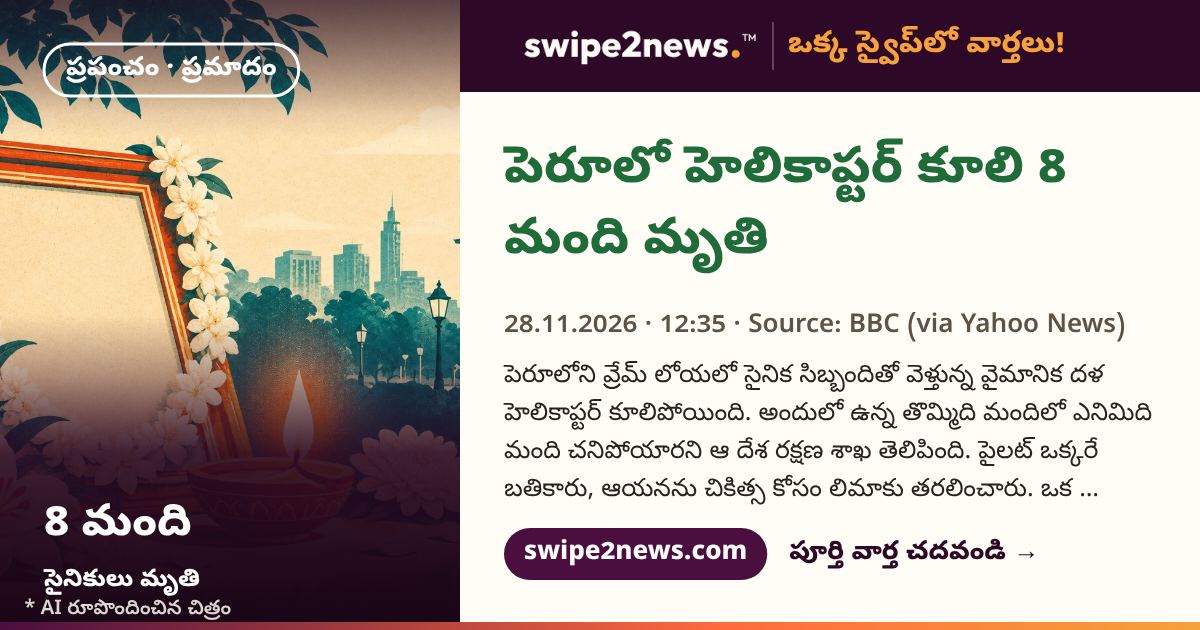 ప్రపంచం · ప్రమాదం
swipe2news.™
ఒక్క స్వైప్‌లో వార్తలు!
పెరూలో హెలికాప్టర్ కూలి 8
మంది మృతి
28.11.2026 · 12:35 · Source: BBC (via Yahoo News)
పెరూలోని వ్రేమ్ లోయలో సైనిక సిబ్బందితో వెళ్తున్న వైమానిక దళ
హెలికాప్టర్ కూలిపోయింది. అందులో ఉన్న తొమ్మిది మందిలో ఎనిమిది
మంది చనిపోయారని ఆ దేశ రక్షణ శాఖ తెలిపింది. పైలట్ ఒక్కరే
బతికారు, ఆయనను చికిత్స కోసం లిమాకు తరలించారు. ఒక ...
swipe2news.com
పూర్తి వార్త చదవండి →
8 మంది
సైనికులు మృతి
* AI రూపొందించిన చిత్రం